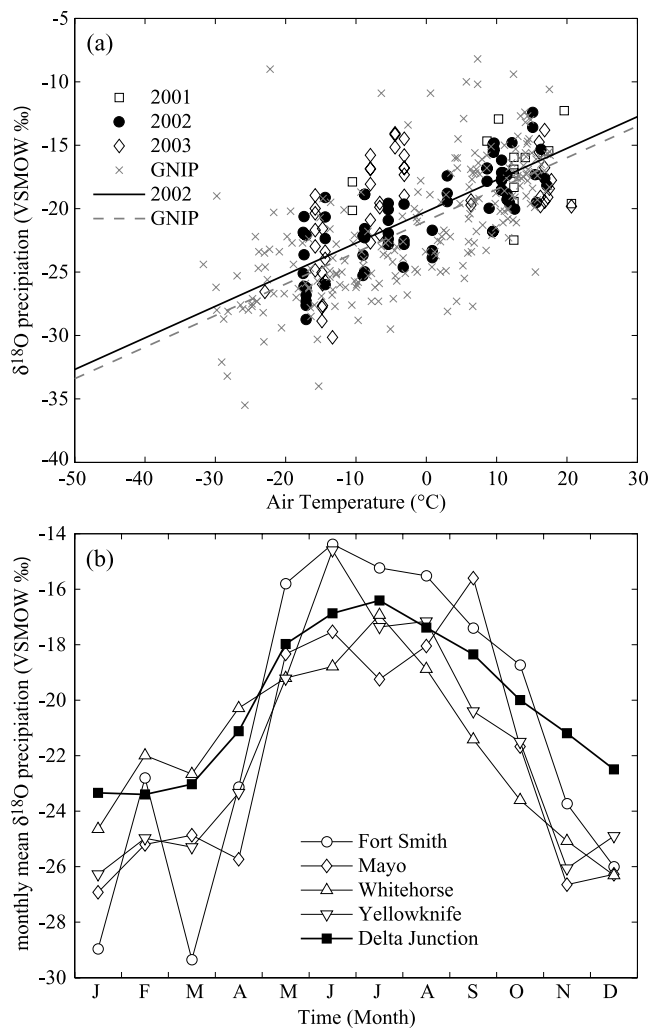 (a)
-5
-10
-15
-20
-25
-30
-35
-40
δ18O precipiation (VSMOW ‰)
2001
2002
2003
GNIP
2002
GNIP
-50 -40 -30 -20 -10 0 10 20 30
Air Temperature (°C)
(b)
-14
-16
-18
-20
-22
-24
-26
-28
-30
monthly mean δ18O precipiation (VSMOW ‰)
Fort Smith
Mayo
Whitehorse
Yellowknife
Delta Junction
J F M A M J J A S O N D
Time (Month)